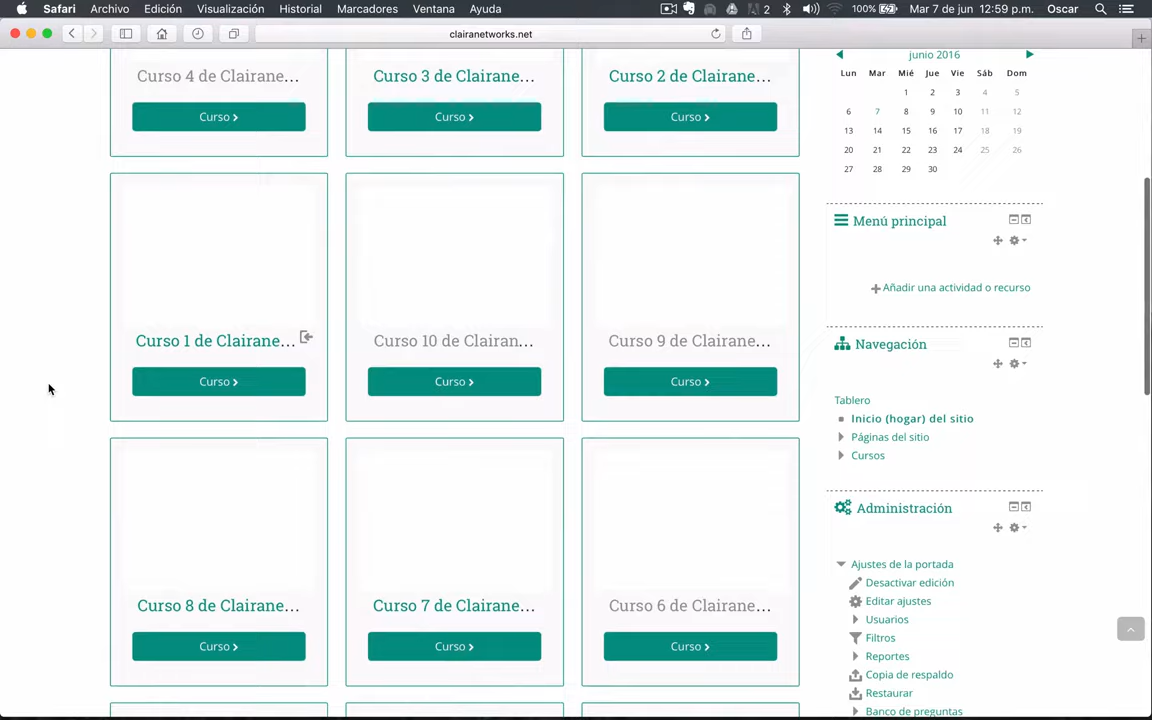 Safari Archivo Edición Visualización Historial Marcadores Ventana Ayuda 2 100% Mar 7 de jun 12:59 p.m. Oscar
clairanetworks.net
Curso 4 de Clairane...
Curso 3 de Clairane...
Curso 2 de Clairane...
Curso
Curso
Curso
Curso 1 de Clairane...
Curso 10 de Clairan...
Curso 9 de Clairane...
Curso
Curso
Curso
Curso 8 de Clairane...
Curso 7 de Clairane...
Curso 6 de Clairane...
Curso
Curso
Curso
junio 2016
Lun Mar Mié Jue Vie Sáb Dom
1 2 3 4 5
6 7 8 9 10 11 12
13 14 15 16 17 18 19
20 21 22 23 24 25 26
27 28 29 30
Menú principal
Añadir una actividad o recurso
Navegación
Tablero
Inicio (hogar) del sitio
Páginas del sitio
Cursos
Administración
Ajustes de la portada
Desactivar edición
Editar ajustes
Usuarios
Filtros
Reportes
Copia de respaldo
Restaurar
Banco de preguntas